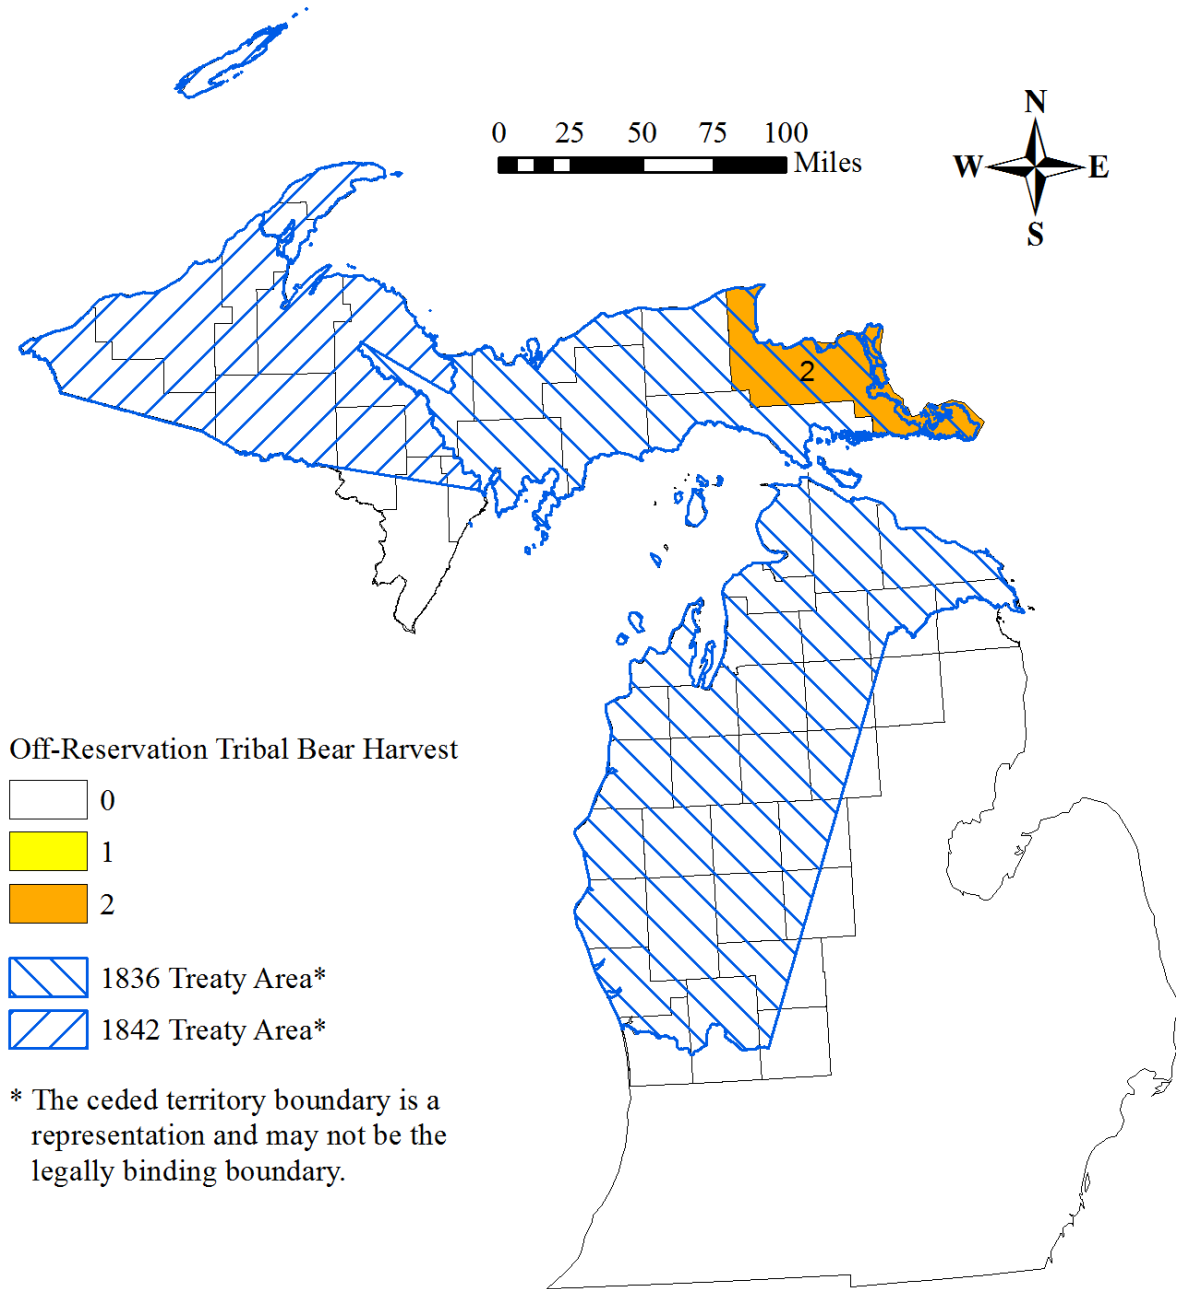 N
0 25 50 75 100
Miles
W E
S
2
Off-Reservation Tribal Bear Harvest
0
1
2
1836 Treaty Area*
1842 Treaty Area*
* The ceded territory boundary is a
representation and may not be the
legally binding boundary.